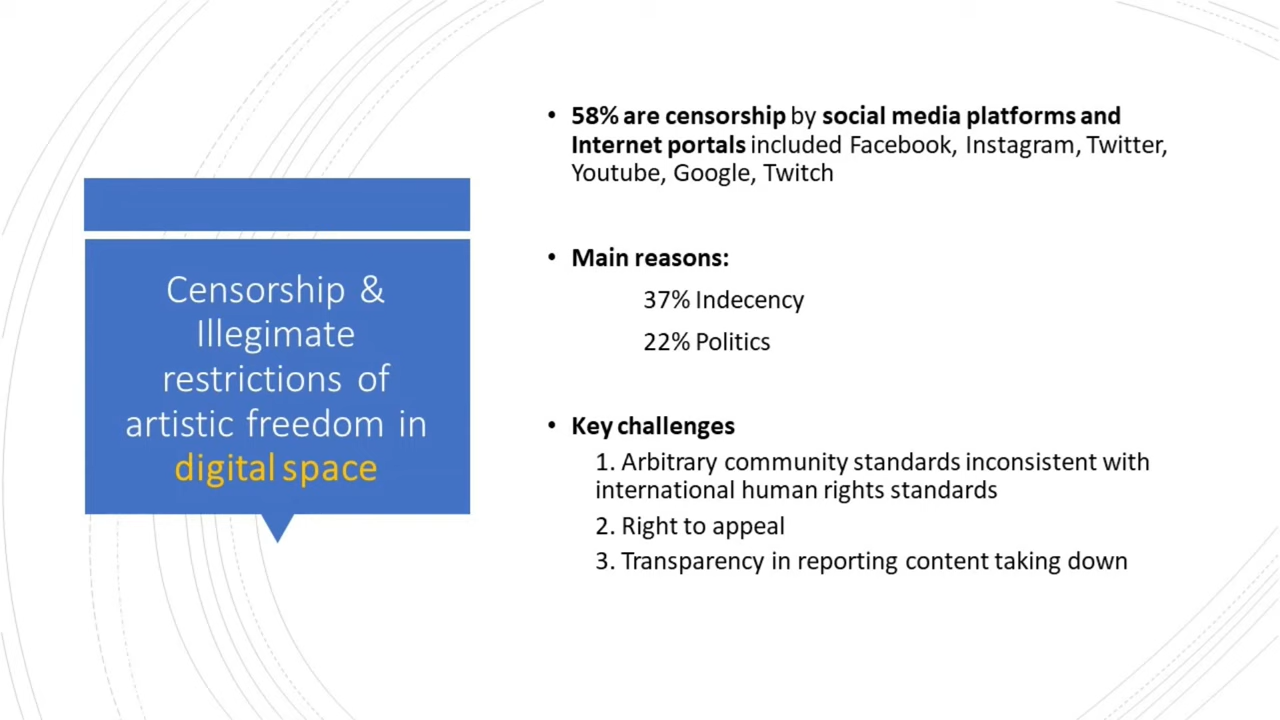 Censorship &
Illegimate
restrictions of
artistic freedom in
digital space
• 58% are censorship by social media platforms and
Internet portals included Facebook, Instagram, Twitter,
Youtube, Google, Twitch
• Main reasons:
37% Indecency
22% Politics
• Key challenges
1. Arbitrary community standards inconsistent with
international human rights standards
2. Right to appeal
3. Transparency in reporting content taking down